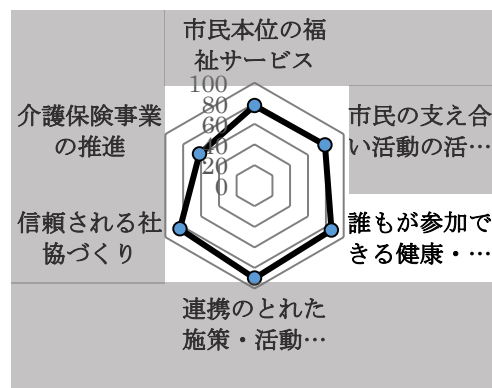 市民本位の福
祉サービス
100
80
60
40
20
0
市民の支え合
い活動の活…
誰もが参加で
きる健康・…
連携のとれた
施策・活動…
信頼される社
協づくり
介護保険事業
の推進